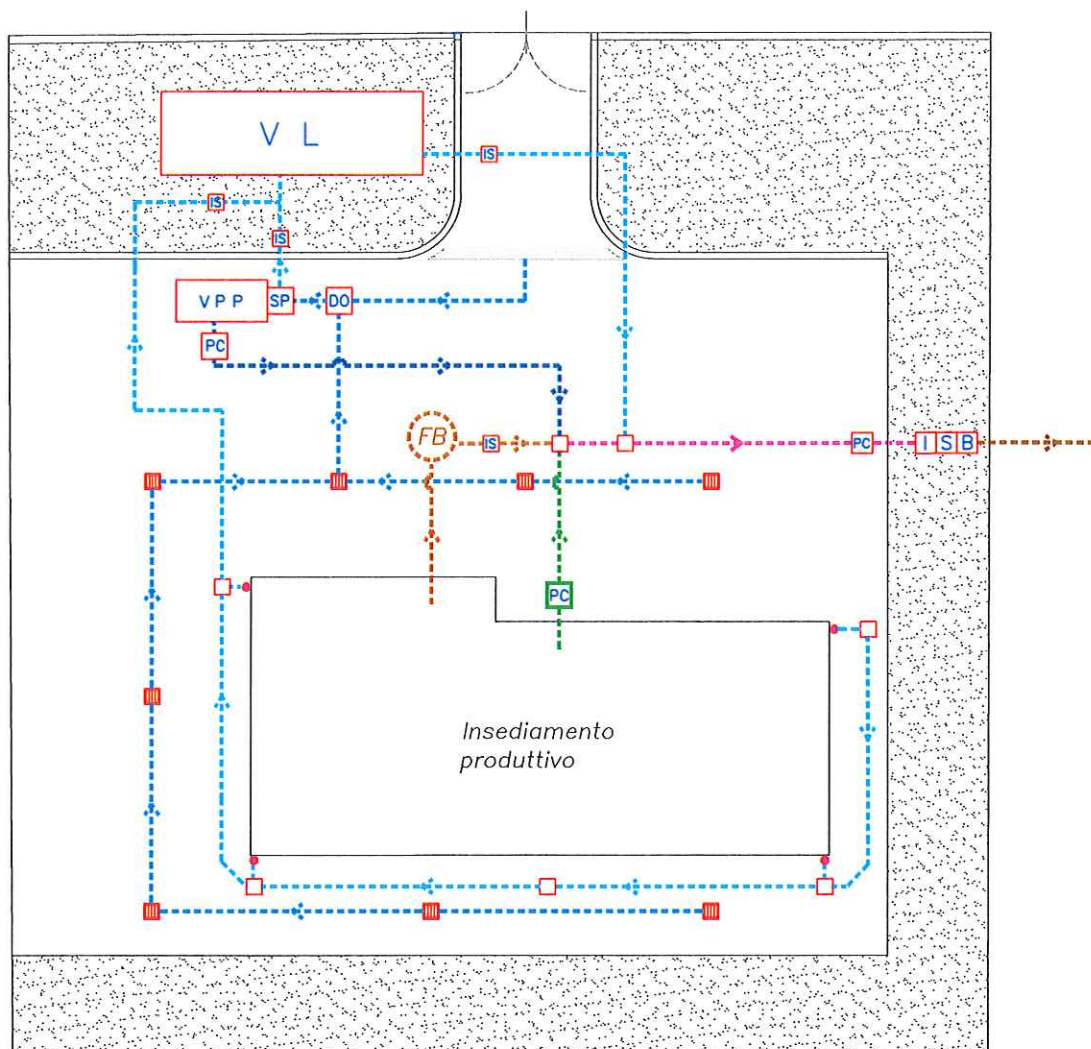 V L
IS
IS
IS
VPP
SP
DO
PC
FB
IS
PC
I S B
PC
Insediamento
produttivo